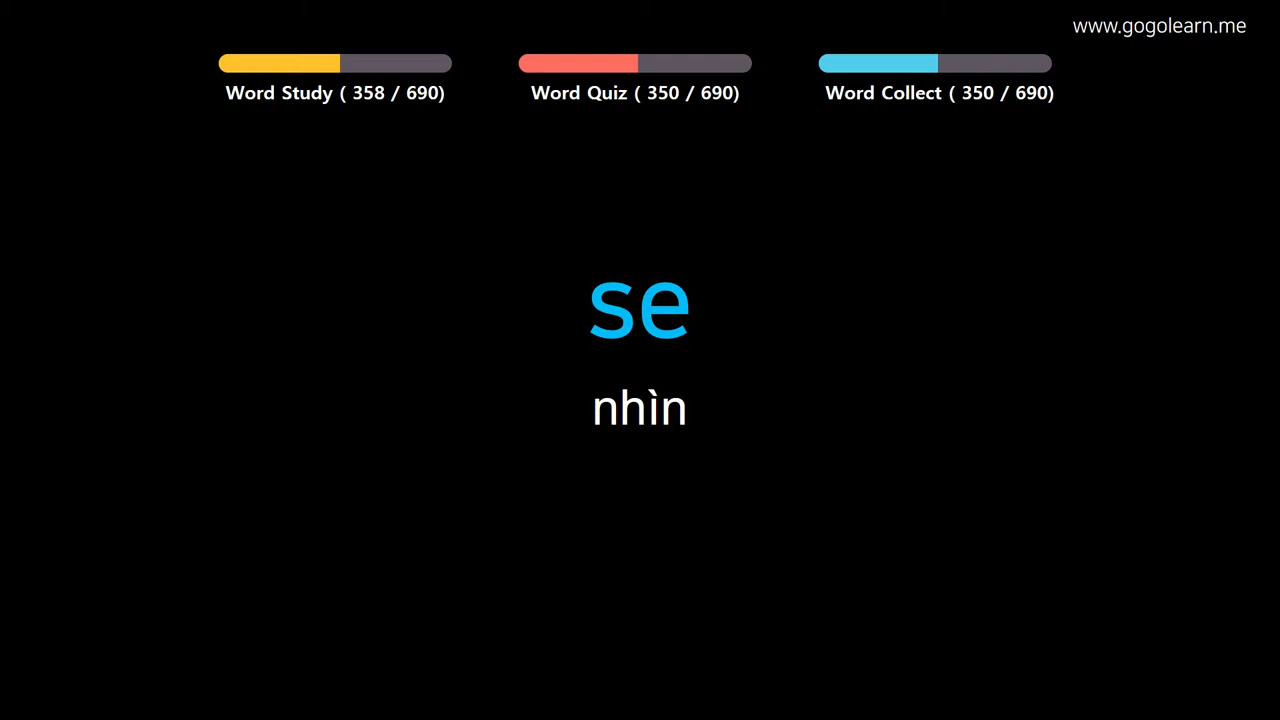 www.gogolearn.me
Word Study ( 358 / 690)
Word Quiz ( 350 / 690)
Word Collect ( 350 / 690)
se
nhìn